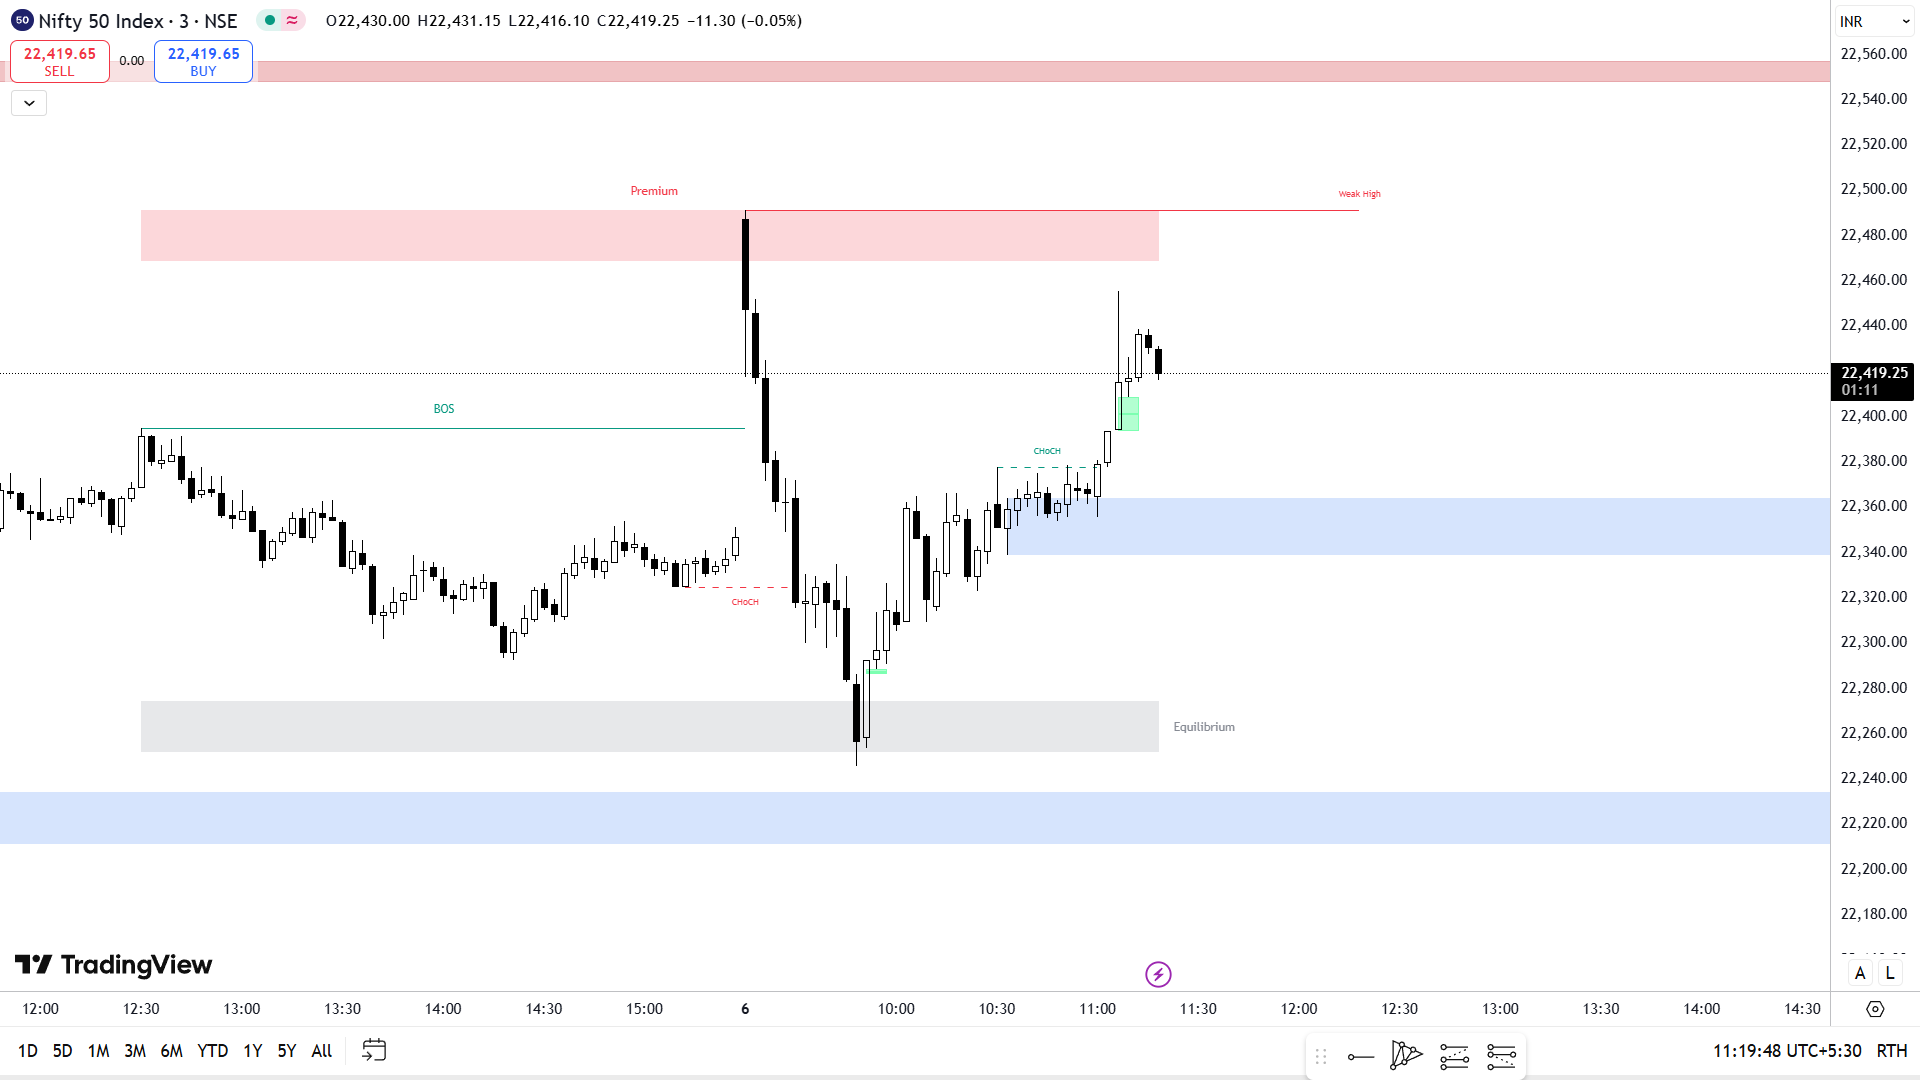 50 Nifty 50 Index · 3 · NSE O22,430.00 H22,431.15 L22,416.10 C22,419.25 −11.30 (−0.05%)
INR
22,419.65
SELL
0.00
22,419.65
BUY
22,560.00
22,540.00
22,520.00
22,500.00
22,480.00
22,460.00
22,440.00
22,419.25
01:11
22,400.00
22,380.00
22,360.00
22,340.00
22,320.00
22,300.00
22,280.00
22,260.00
22,240.00
22,220.00
22,200.00
22,180.00
Premium
Weak High
BOS
CHoCH
CHoCH
Equilibrium
TradingView
A L
12:00 12:30 13:00 13:30 14:00 14:30 15:00 6 10:00 10:30 11:00 11:30 12:00 12:30 13:00 13:30 14:00 14:30
1D 5D 1M 3M 6M YTD 1Y 5Y All
11:19:48 UTC+5:30 RTH